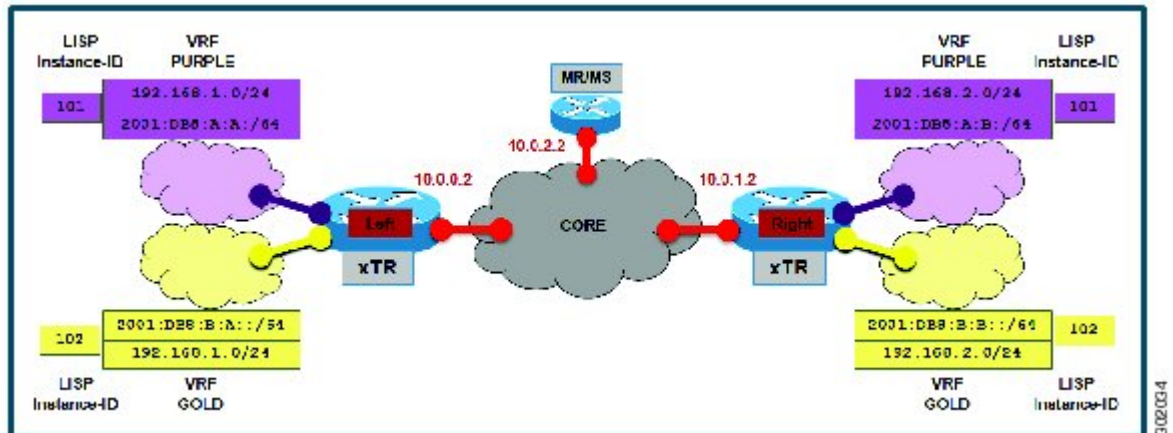 LISP
Instance-ID
VRF
PURPLE
101
192.168.1.0/24
2001:DB8:A:A:/64
MR/MS
10.0.2.2
VRF
PURPLE
LISP
Instance-ID
192.168.2.0/24
2001:DB8:A:B:/64
101
10.0.0.2
Left
xTR
CORE
10.0.1.2
Right
xTR
102
2001:DB8:B:A::/64
192.168.1.0/24
LISP
Instance-ID
VRF
GOLD
2001:DB8:B:B::/64
192.168.2.0/24
102
VRF
GOLD
LISP
Instance-ID
302034